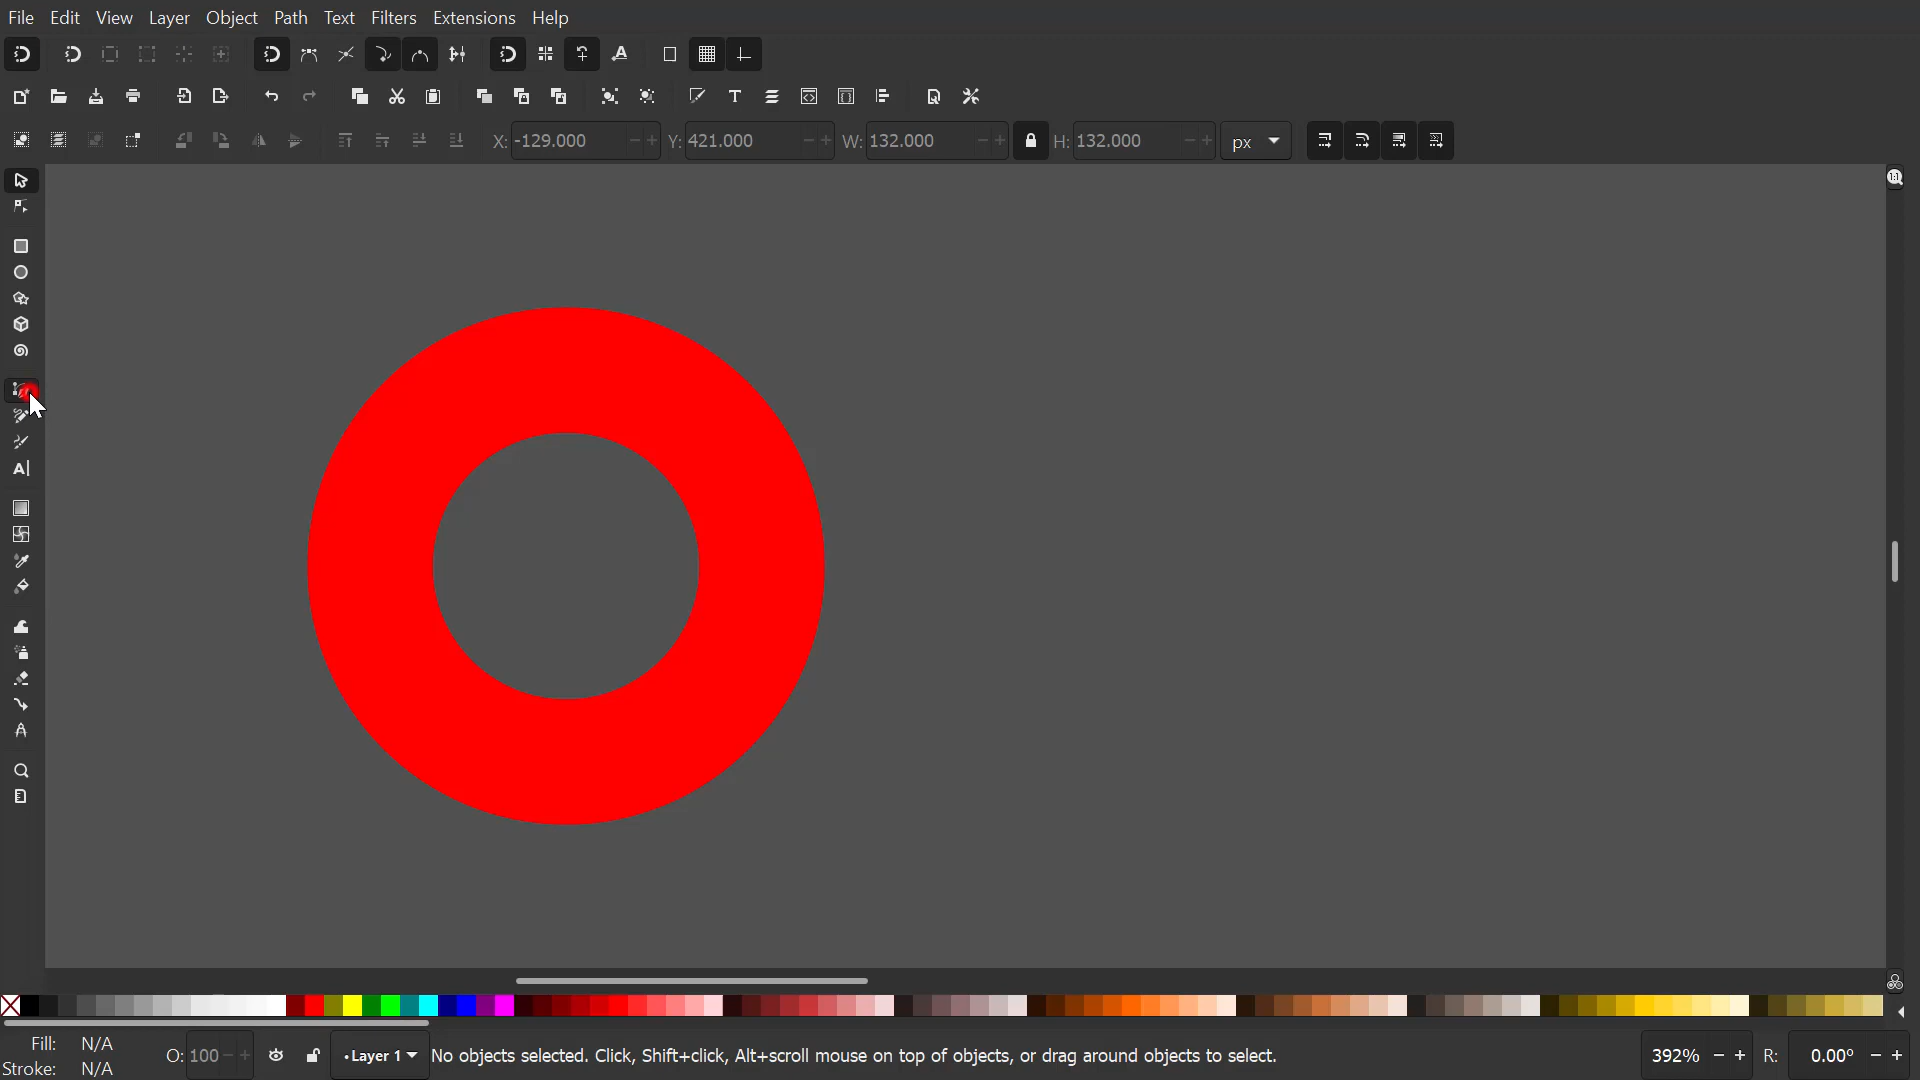 File Edit View Layer Object Path Text Filters Extensions Help
X: -129.000 Y: 421.000 W: 132.000 H: 132.000 px
Fill: N/A
Stroke: N/A
O: 100 •Layer 1 No objects selected. Click, Shift+click, Alt+scroll mouse on top of objects, or drag around objects to select. 392% R: 0.00°